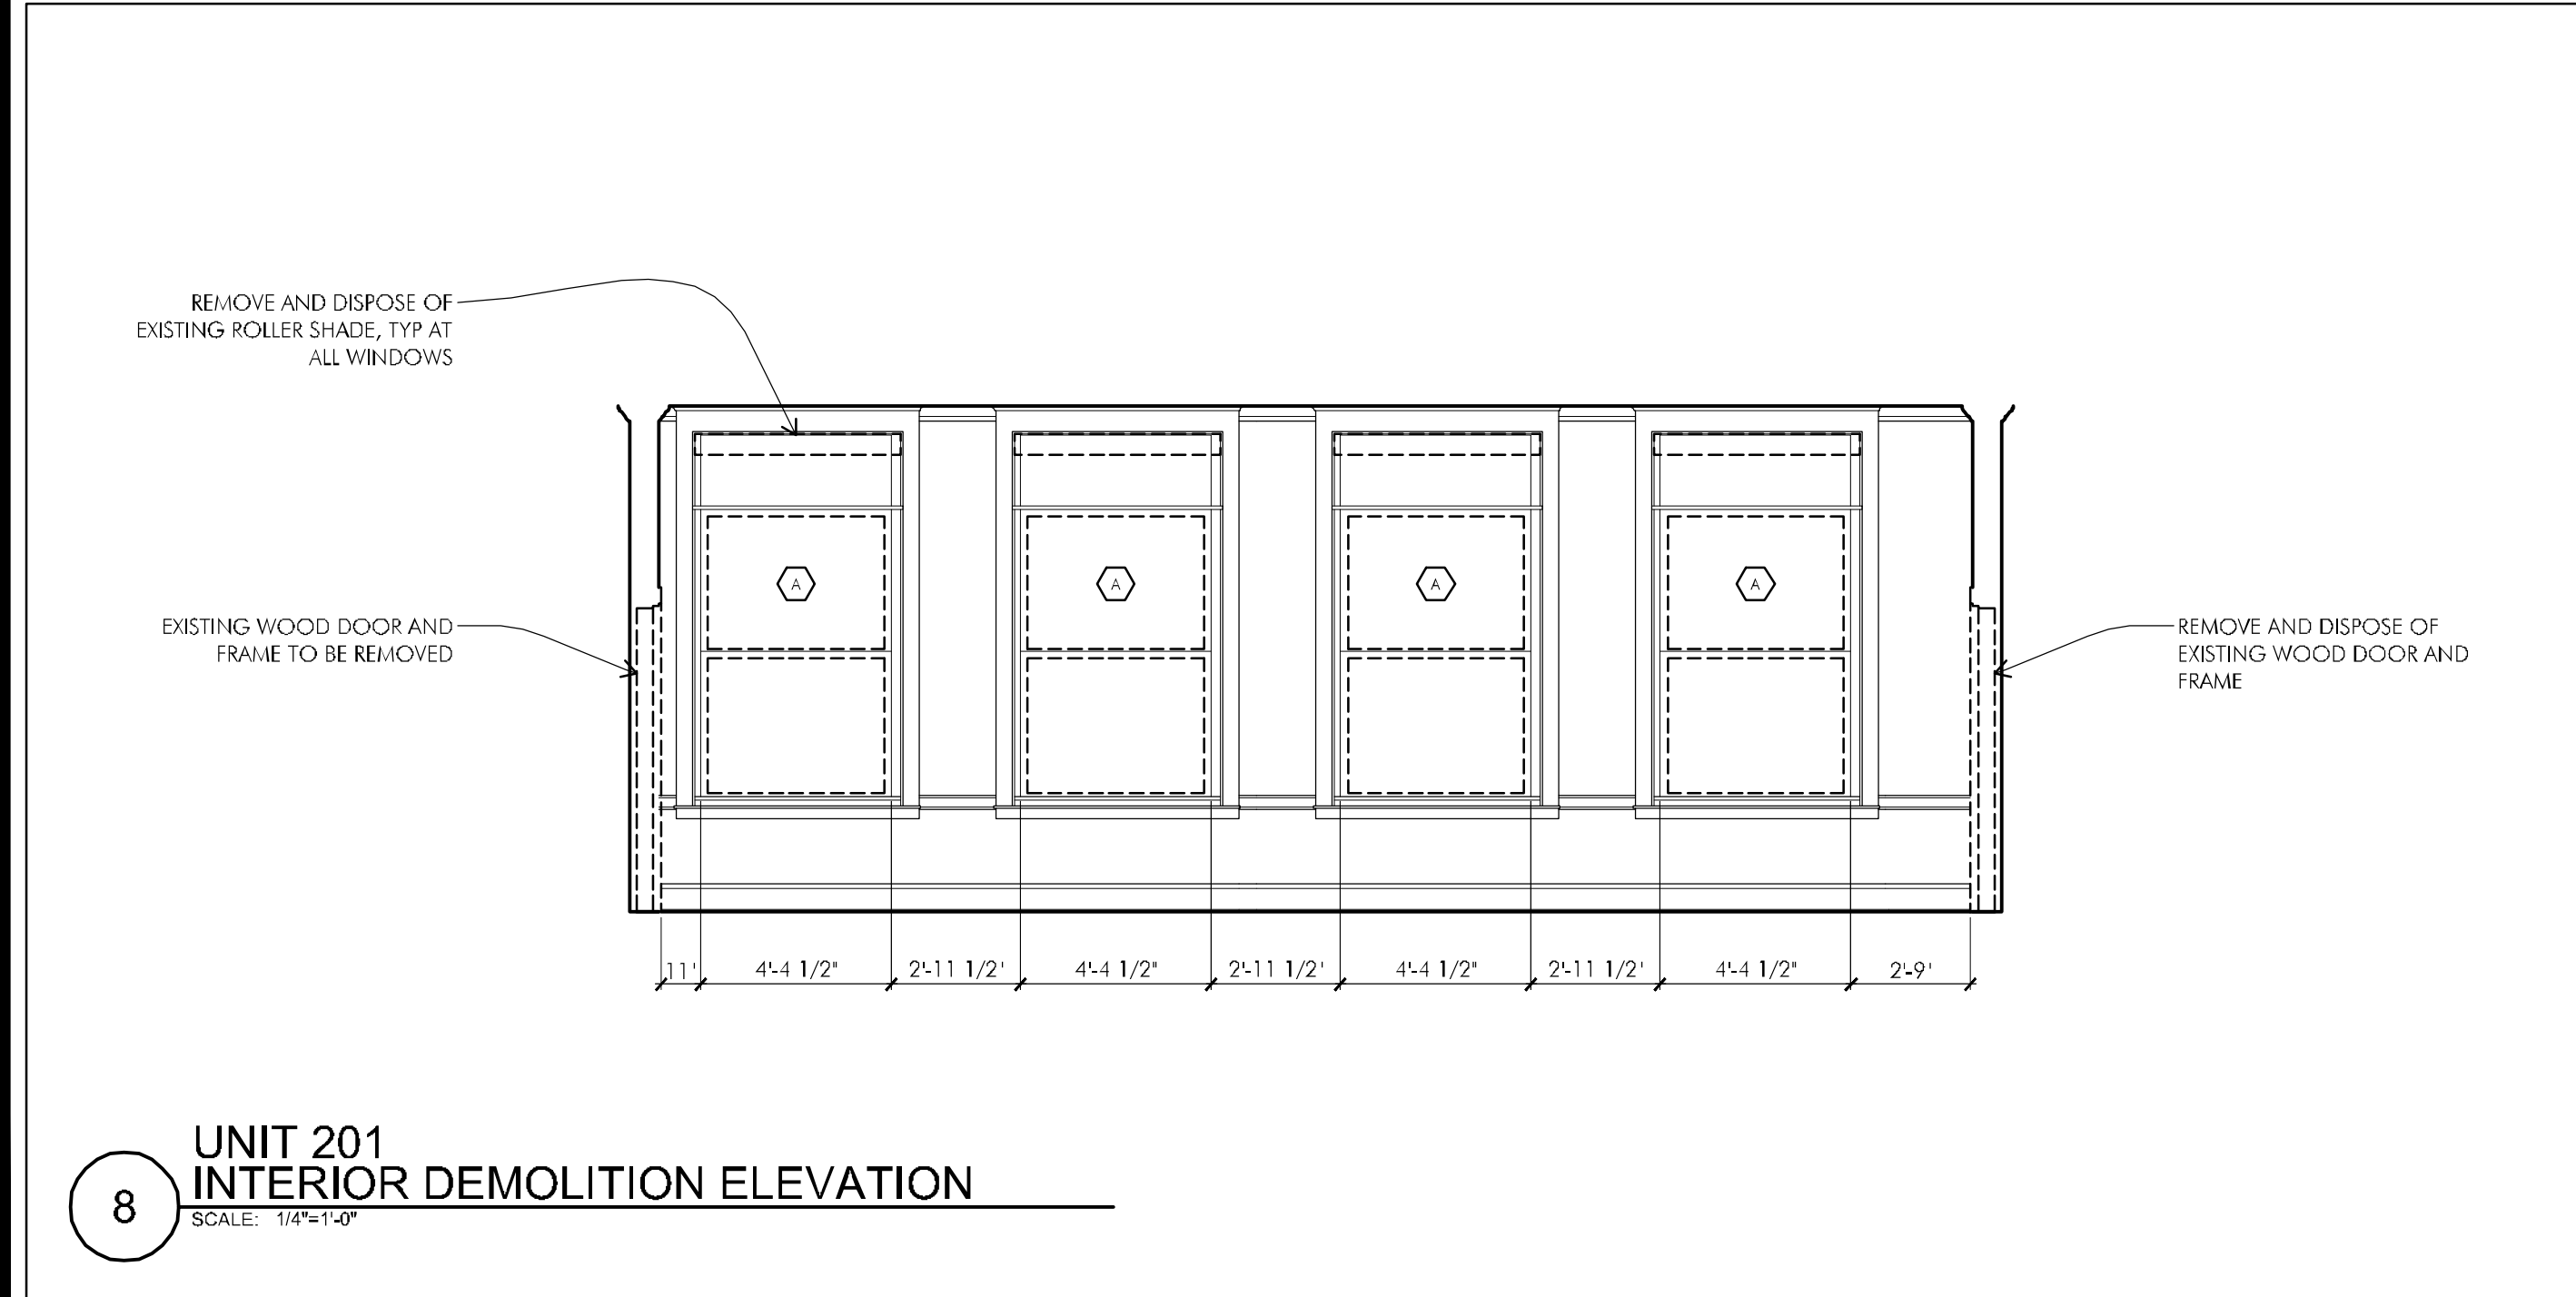 REMOVE AND DISPOSE OF
EXISTING ROLLER SHADE, TYP AT
ALL WINDOWS
A
A
A
A
EXISTING WOOD DOOR AND
FRAME TO BE REMOVED
REMOVE AND DISPOSE OF
EXISTING WOOD DOOR AND
FRAME
11' 4'-4 1/2" 2'-11 1/2' 4'-4 1/2" 2'-11 1/2' 4'-4 1/2" 2'-11 1/2' 4'-4 1/2" 2'-9'
8
UNIT 201
INTERIOR DEMOLITION ELEVATION
SCALE: 1/4"=1'-0"